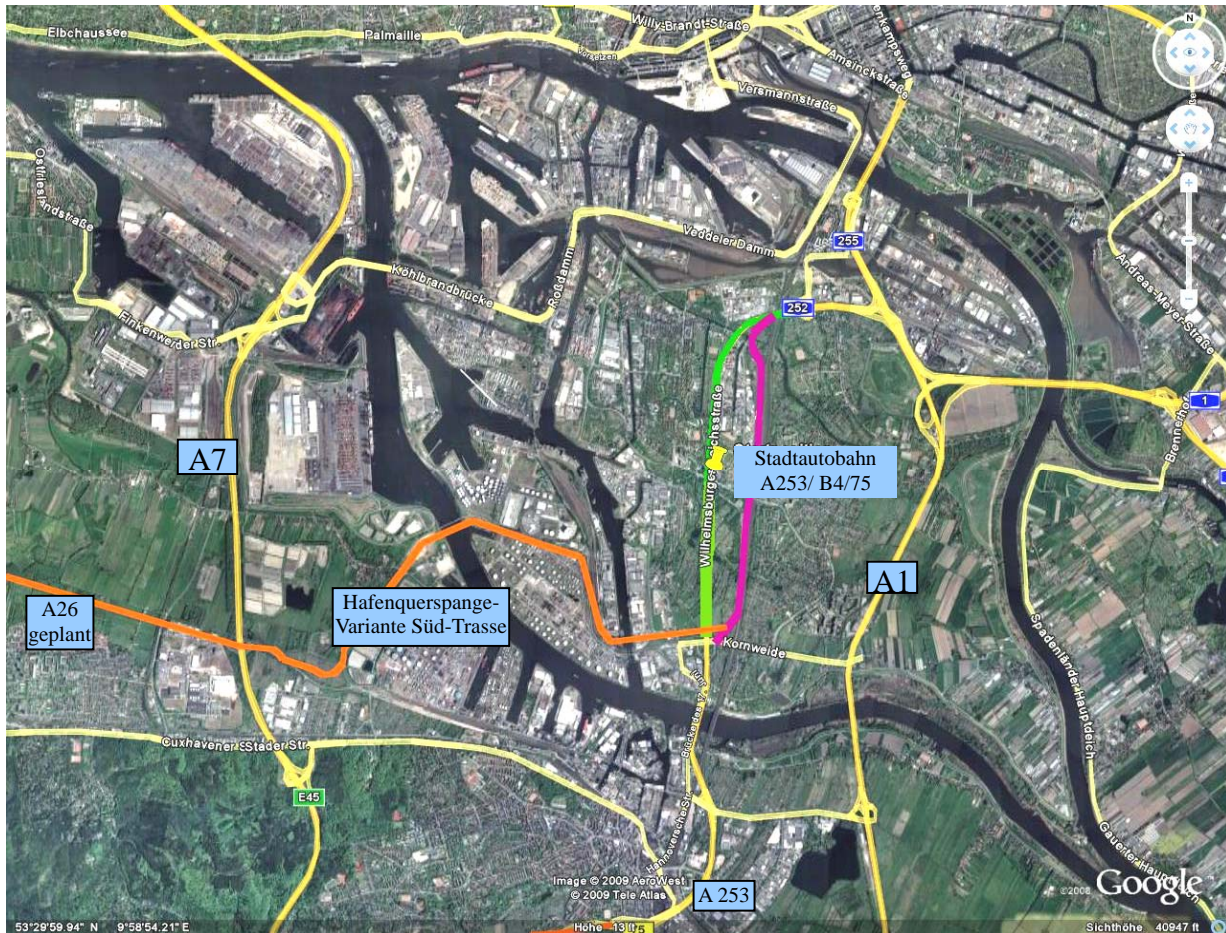 Elbchaussee
Palmaille
Willy-Brandt-Straße
Amsinckstraße
Versmannstraße
N
Veddeler Damm
255
Andreas-Meyer-Straße
Köhlbrandbrücke
Roßdamm
252
Finkenwerder Str.
1
Wilhelmsburger
Stadtautobahn
A253/ B4/75
A7
A1
Hafenquerspange-
Variante Süd-Trasse
A26
geplant
Kornweide
Spadenländer Hauptdeich
Cuxhavener Stader Str.
E45
Hannoversche Str.
Gauerter
A 253
Image © 2009 AeroWest
© 2009 Tele Atlas
©2008 Google
53°29'59.94" N 9°58'54.21" E
Höhe
Sichthöhe 40947 ft